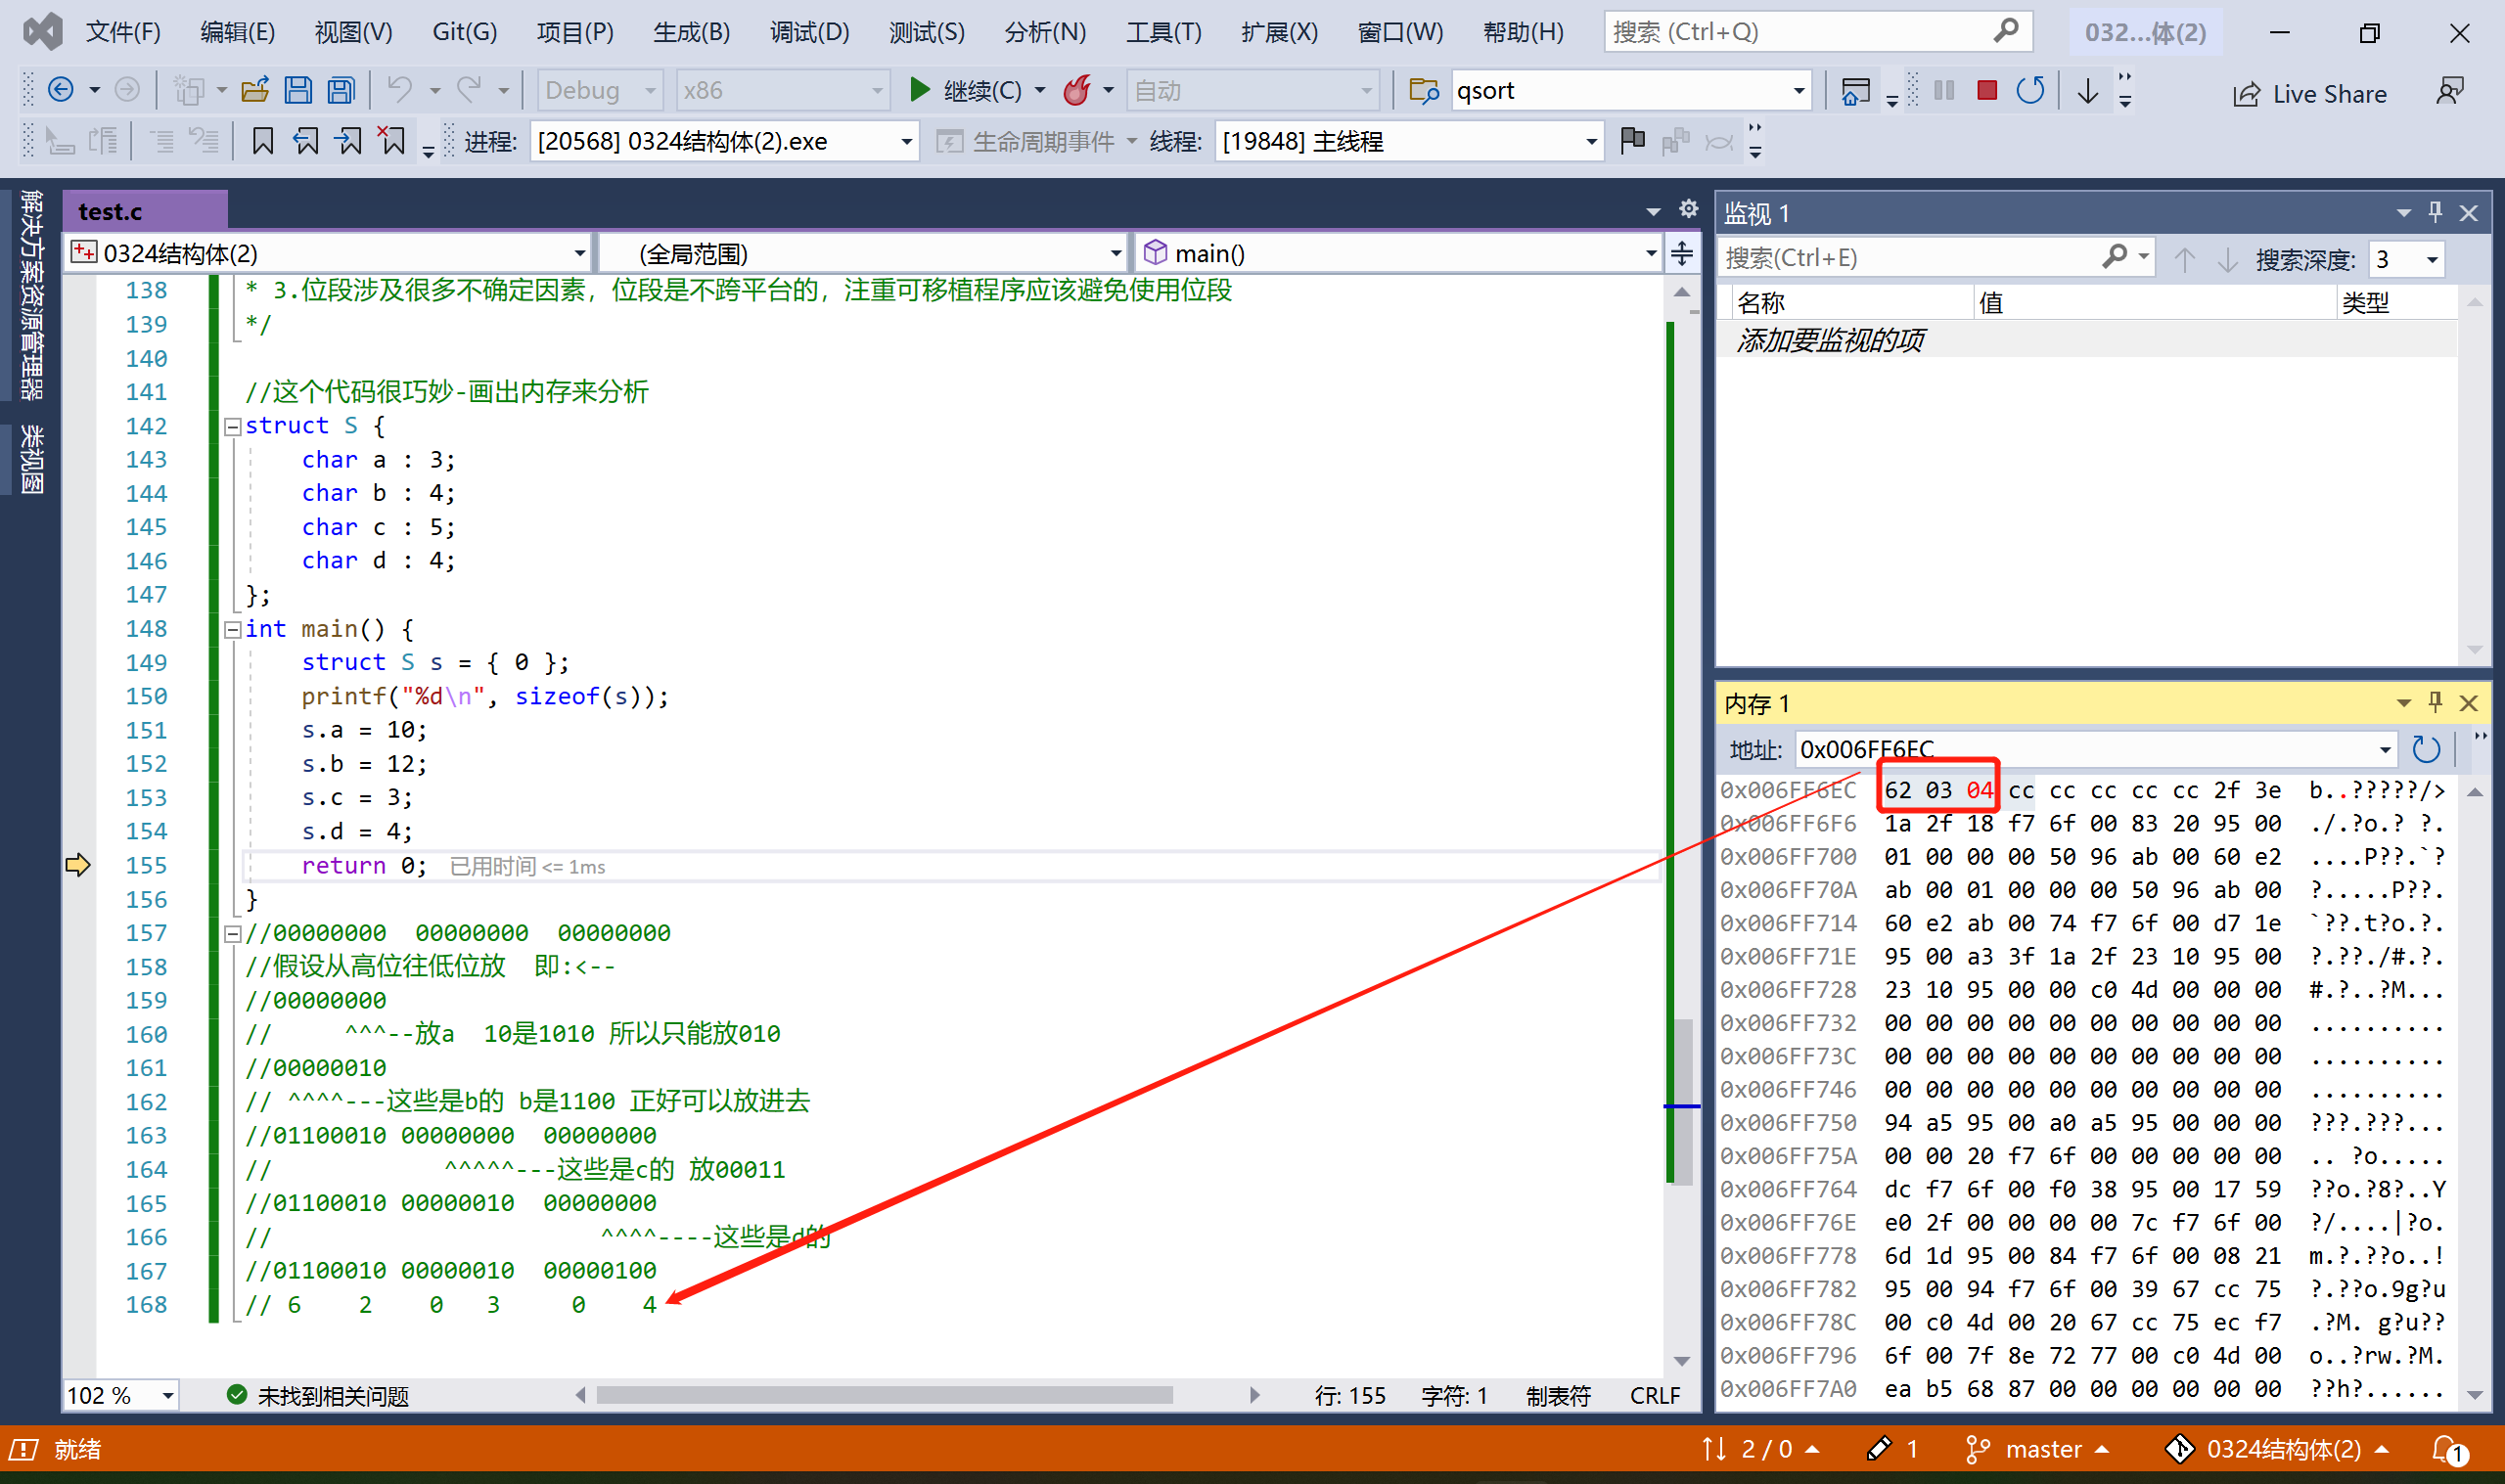 文件(F) 编辑(E) 视图(V) Git(G) 项目(P) 生成(B) 调试(D) 测试(S) 分析(N) 工具(T) 扩展(X) 窗口(W) 帮助(H) 搜索 (Ctrl+Q) 032...体(2)
Debug x86 继续(C) 自动 qsort Live Share
进程: [20568] 0324结构体(2).exe 生命周期事件 线程: [19848] 主线程
解决方案资源管理器
类视图
test.c
0324结构体(2) (全局范围) main()
138 * 3.位段涉及很多不确定因素，位段是不跨平台的，注重可移植程序应该避免使用位段
139 */
140
141 //这个代码很巧妙-画出内存来分析
142 struct S {
143 char a : 3;
144 char b : 4;
145 char c : 5;
146 char d : 4;
147 };
148 int main() {
149 struct S s = { 0 };
150 printf("%d\n", sizeof(s));
151 s.a = 10;
152 s.b = 12;
153 s.c = 3;
154 s.d = 4;
155 return 0; 已用时间 <= 1ms
156 }
157 //00000000 00000000 00000000
158 //假设从高位往低位放 即:<--
159 //00000000
160 // ^^^--放a 10是1010 所以只能放010
161 //00000010
162 // ^^^^---这些是b的 b是1100 正好可以放进去
163 //01100010 00000000 00000000
164 // ^^^^^---这些是c的 放00011
165 //01100010 00000010 00000000
166 // ^^^^----这些是d的
167 //01100010 00000010 00000100
168 // 6 2 0 3 0 4
102 % 未找到相关问题 行: 155 字符: 1 制表符 CRLF
监视 1
搜索(Ctrl+E) 搜索深度: 3
名称 值 类型
添加要监视的项
内存 1
地址: 0x006FF6EC
0x006FF6EC 62 03 04 cc cc cc cc cc 2f 3e b..?????/>
0x006FF6F6 1a 2f 18 f7 6f 00 83 20 95 00 ./.?o.? ?.
0x006FF700 01 00 00 00 50 96 ab 00 60 e2 ....P??.`?
0x006FF70A ab 00 01 00 00 00 50 96 ab 00 ?.....P??.
0x006FF714 60 e2 ab 00 74 f7 6f 00 d7 1e `??.t?o.?.
0x006FF71E 95 00 a3 3f 1a 2f 23 10 95 00 ?.??./#.?.
0x006FF728 23 10 95 00 00 c0 4d 00 00 00 #.?..?M...
0x006FF732 00 00 00 00 00 00 00 00 00 00 ..........
0x006FF73C 00 00 00 00 00 00 00 00 00 00 ..........
0x006FF746 00 00 00 00 00 00 00 00 00 00 ..........
0x006FF750 94 a5 95 00 a0 a5 95 00 00 00 ???.???...
0x006FF75A 00 00 20 f7 6f 00 00 00 00 00 .. ?o.....
0x006FF764 dc f7 6f 00 f0 38 95 00 17 59 ??o.?8?..Y
0x006FF76E e0 2f 00 00 00 00 7c f7 6f 00 ?/....|?o.
0x006FF778 6d 1d 95 00 84 f7 6f 00 08 21 m.?.??o..!
0x006FF782 95 00 94 f7 6f 00 39 67 cc 75 ?.??o.9g?u
0x006FF78C 00 c0 4d 00 20 67 cc 75 ec f7 .?M. g?u??
0x006FF796 6f 00 7f 8e 72 77 00 c0 4d 00 o..?rw.?M.
0x006FF7A0 ea b5 68 87 00 00 00 00 00 00 ??h?......
就绪 2 / 0 1 master 0324结构体(2) 1